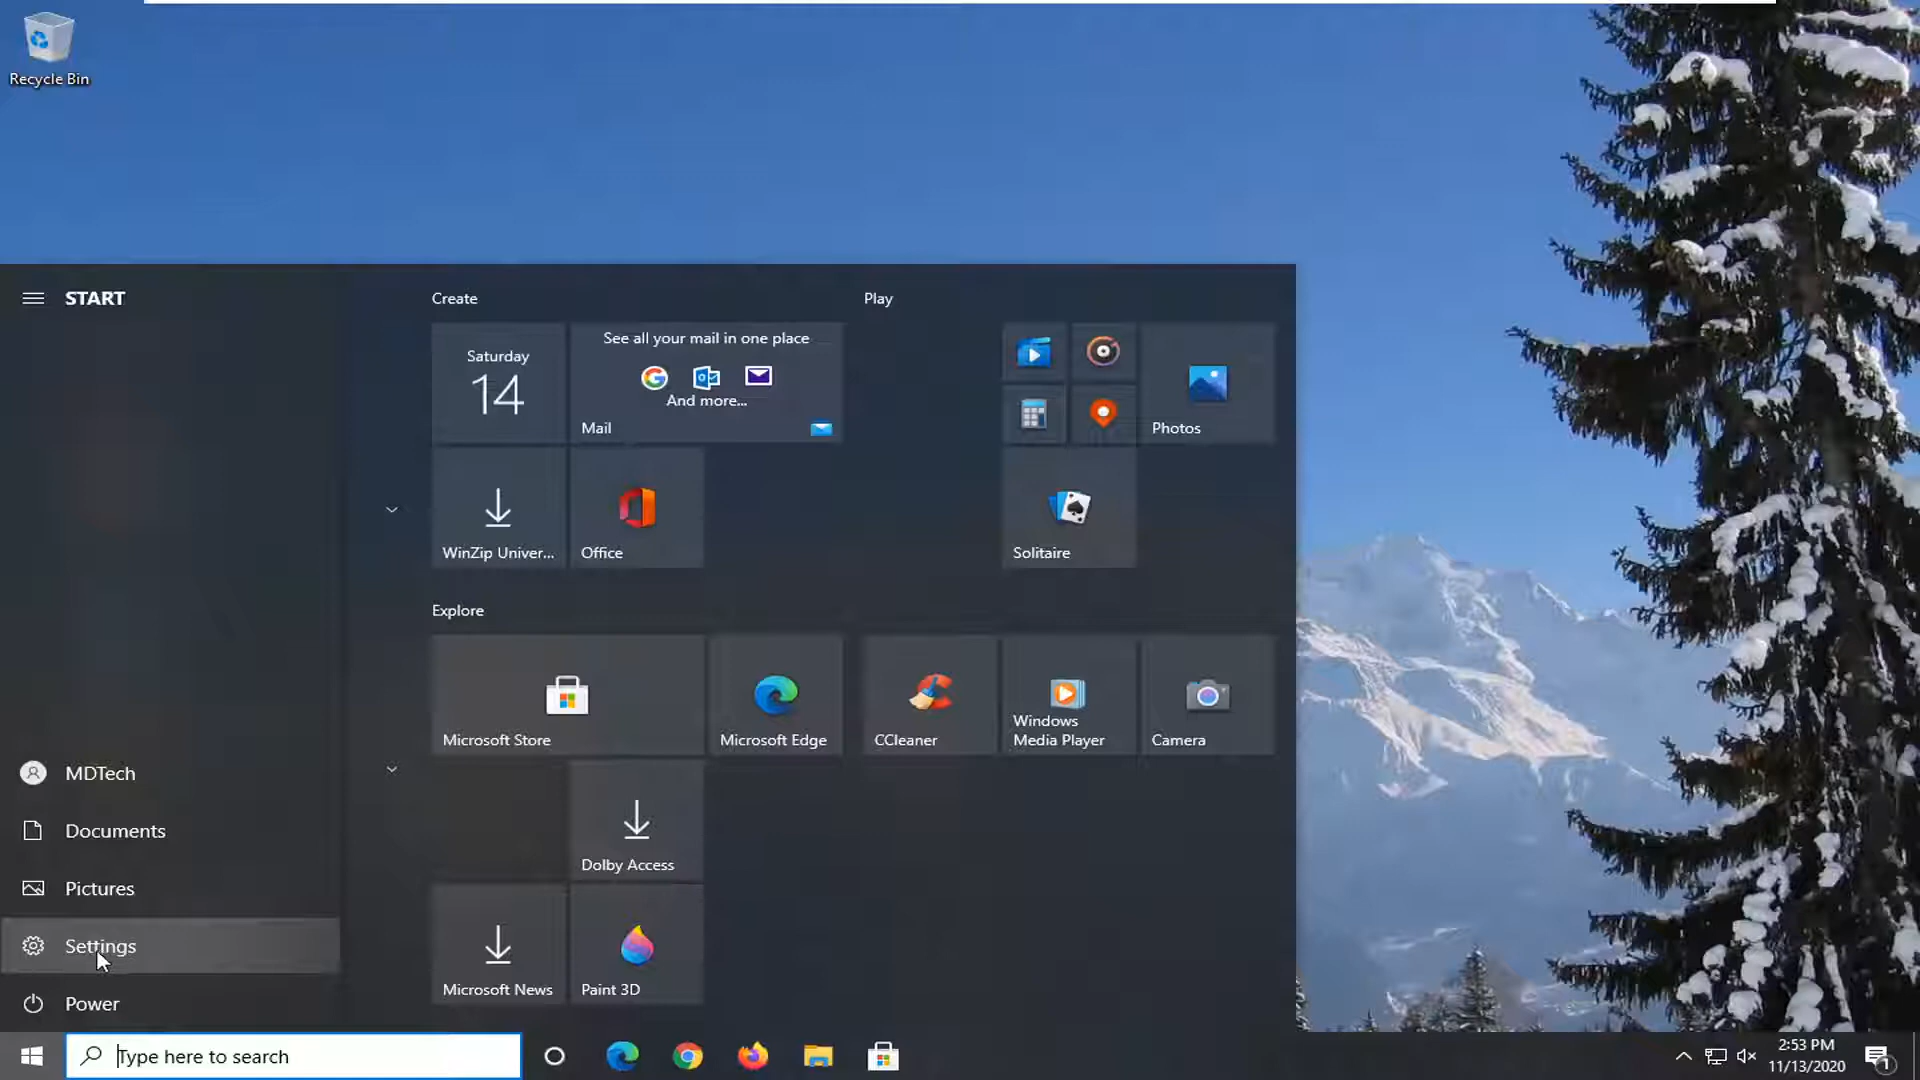 Recycle Bin
START
Create
Play
Saturday
14
See all your mail in one place
And more...
Mail
Photos
WinZip Univer...
Office
Solitaire
Explore
Microsoft Store
Microsoft Edge
CCleaner
Windows
Media Player
Camera
MDTech
Documents
Dolby Access
Pictures
Settings
Microsoft News
Paint 3D
Power
Type here to search
2:53 PM
11/13/2020
1